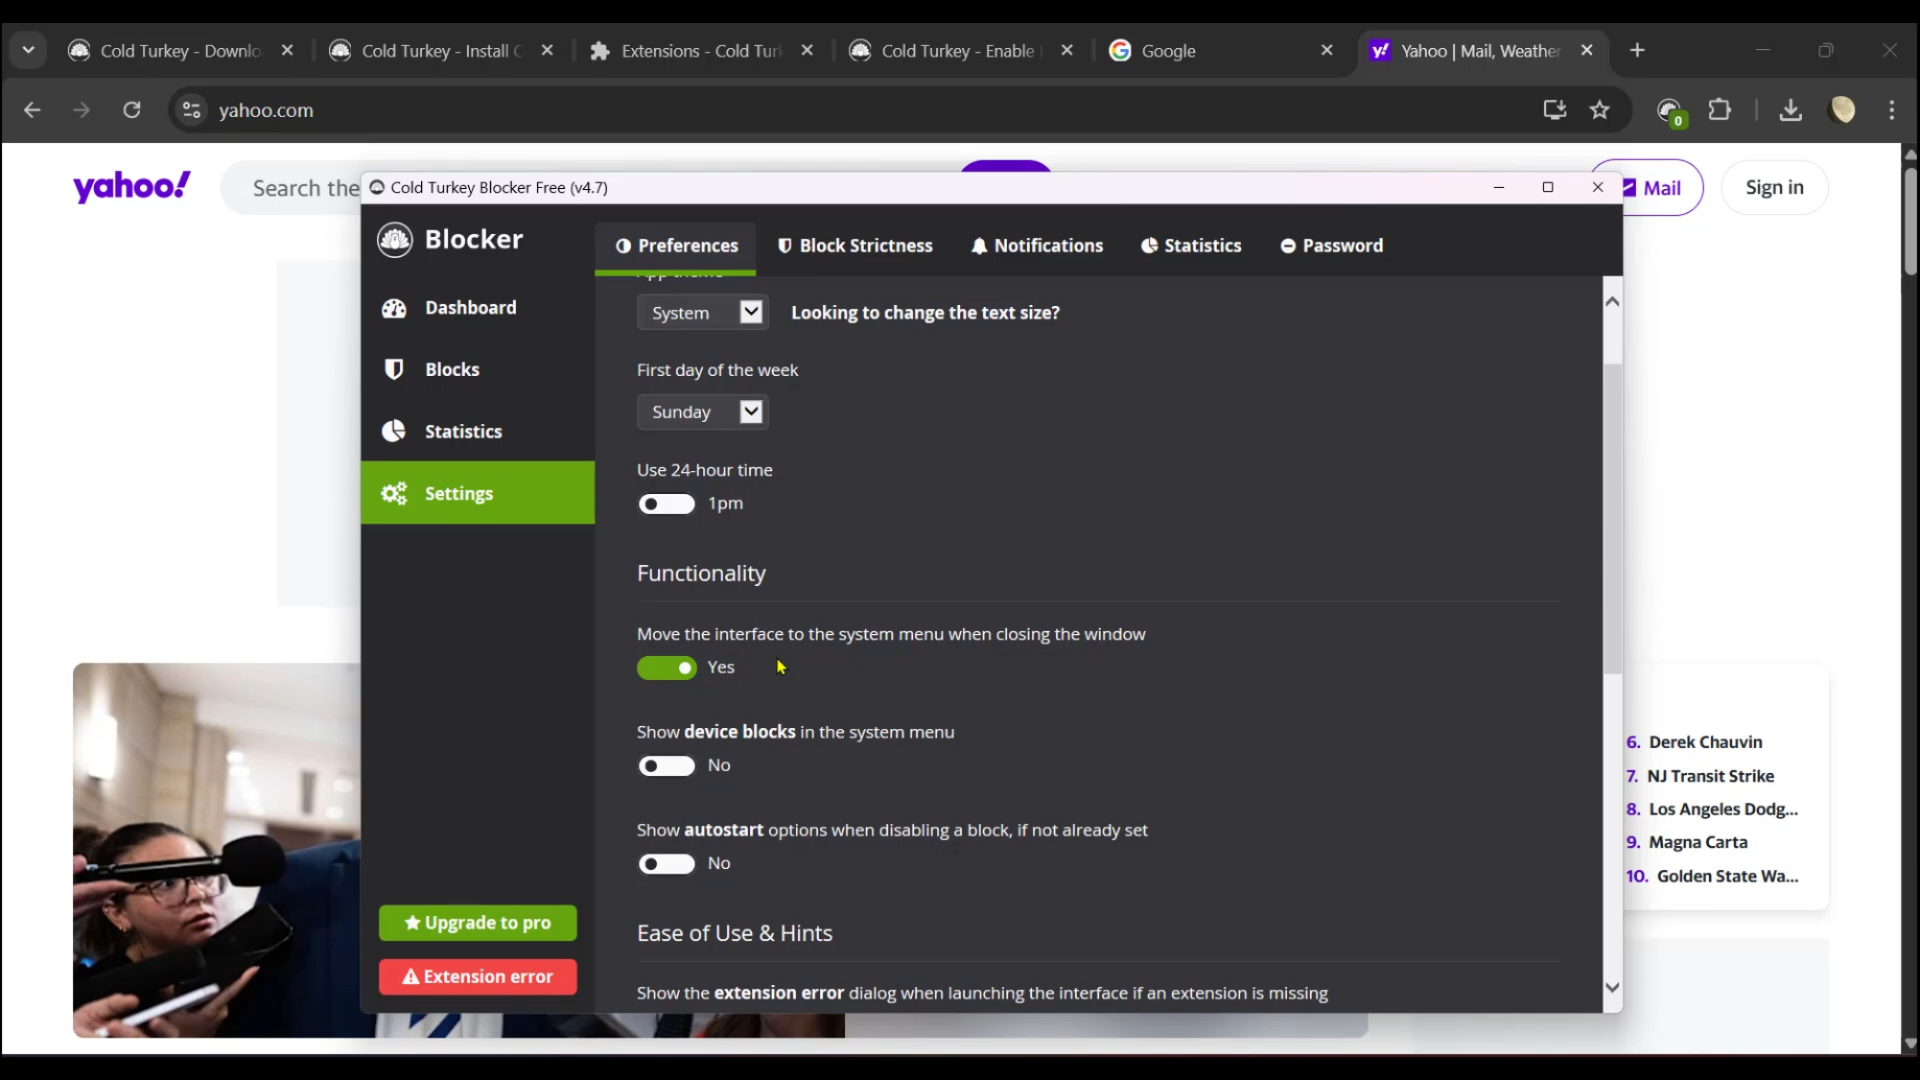 Cold Turkey - Downlo
Cold Turkey - Install C
Extensions - Cold Turk
Cold Turkey - Enable
Google
Yahoo | Mail, Weather
yahoo.com
0
yahoo!
Search the
Mail
Sign in
Cold Turkey Blocker Free (v4.7)
Blocker
Preferences
Block Strictness
Notifications
Statistics
Password
Dashboard
Blocks
Statistics
Settings
App theme
System
Looking to change the text size?
First day of the week
Sunday
Use 24-hour time
1pm
Functionality
Move the interface to the system menu when closing the window
Yes
Show device blocks in the system menu
No
Show autostart options when disabling a block, if not already set
No
Ease of Use & Hints
Show the extension error dialog when launching the interface if an extension is missing
Upgrade to pro
Extension error
6. Derek Chauvin
7. NJ Transit Strike
8. Los Angeles Dodg...
9. Magna Carta
10. Golden State Wa...